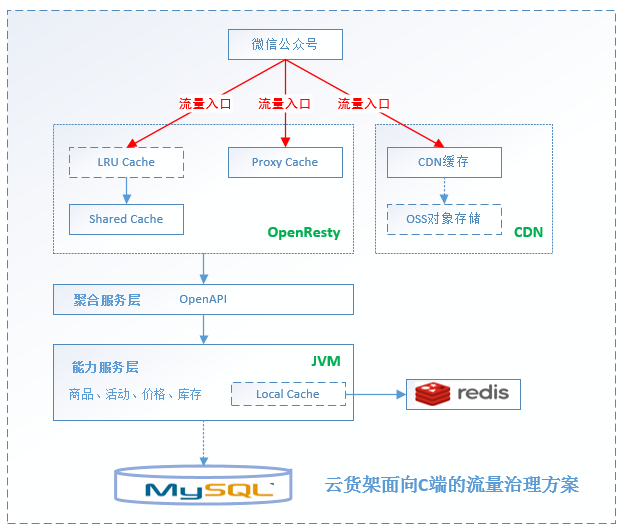 微信公众号
流量入口 流量入口 流量入口
LRU Cache Proxy Cache CDN缓存
Shared Cache OSS对象存储
OpenResty CDN
聚合服务层 OpenAPI
JVM
能力服务层
商品、活动、价格、库存 Local Cache redis
MySQL
云货架面向C端的流量治理方案